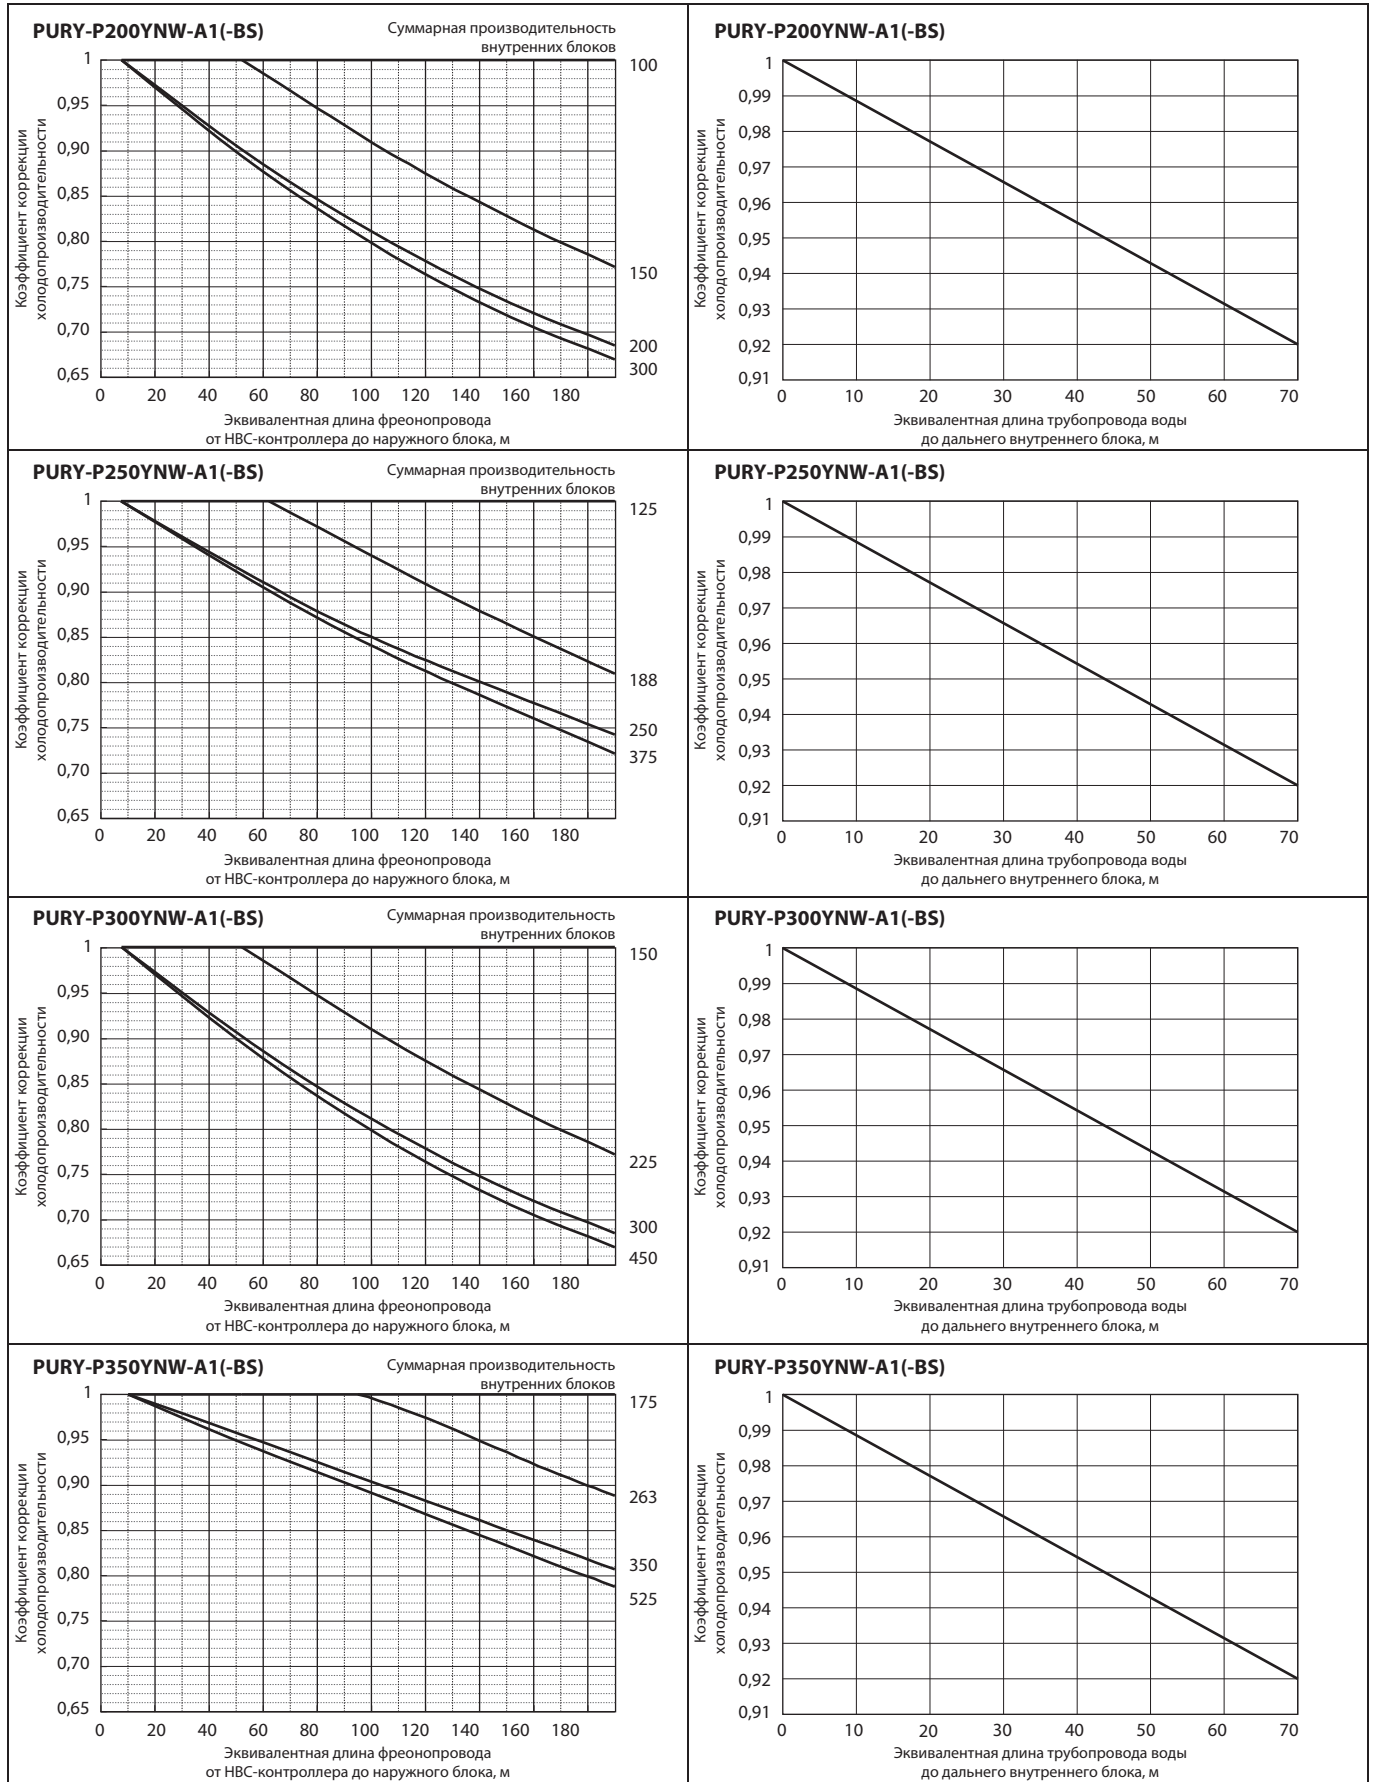 PURY-P200YNW-A1(-BS)
Суммарная производительность
внутренних блоков
Коэффициент коррекции
холодопроизводительности
1
0,95
0,90
0,85
0,80
0,75
0,70
0,65
100
150
200
300
0 20 40 60 80 100 120 140 160 180
Эквивалентная длина фреонопровода
от HBC-контроллера до наружного блока, м
PURY-P200YNW-A1(-BS)
Коэффициент коррекции
холодопроизводительности
1
0,99
0,98
0,97
0,96
0,95
0,94
0,93
0,92
0,91
0 10 20 30 40 50 60 70
Эквивалентная длина трубопровода воды
до дальнего внутреннего блока, м
PURY-P250YNW-A1(-BS)
Суммарная производительность
внутренних блоков
Коэффициент коррекции
холодопроизводительности
1
0,95
0,90
0,85
0,80
0,75
0,70
0,65
125
188
250
375
0 20 40 60 80 100 120 140 160 180
Эквивалентная длина фреонопровода
от HBC-контроллера до наружного блока, м
PURY-P250YNW-A1(-BS)
Коэффициент коррекции
холодопроизводительности
1
0,99
0,98
0,97
0,96
0,95
0,94
0,93
0,92
0,91
0 10 20 30 40 50 60 70
Эквивалентная длина трубопровода воды
до дальнего внутреннего блока, м
PURY-P300YNW-A1(-BS)
Суммарная производительность
внутренних блоков
Коэффициент коррекции
холодопроизводительности
1
0,95
0,90
0,85
0,80
0,75
0,70
0,65
150
225
300
450
0 20 40 60 80 100 120 140 160 180
Эквивалентная длина фреонопровода
от HBC-контроллера до наружного блока, м
PURY-P300YNW-A1(-BS)
Коэффициент коррекции
холодопроизводительности
1
0,99
0,98
0,97
0,96
0,95
0,94
0,93
0,92
0,91
0 10 20 30 40 50 60 70
Эквивалентная длина трубопровода воды
до дальнего внутреннего блока, м
PURY-P350YNW-A1(-BS)
Суммарная производительность
внутренних блоков
Коэффициент коррекции
холодопроизводительности
1
0,95
0,90
0,85
0,80
0,75
0,70
0,65
175
263
350
525
0 20 40 60 80 100 120 140 160 180
Эквивалентная длина фреонопровода
от HBC-контроллера до наружного блока, м
PURY-P350YNW-A1(-BS)
Коэффициент коррекции
холодопроизводительности
1
0,99
0,98
0,97
0,96
0,95
0,94
0,93
0,92
0,91
0 10 20 30 40 50 60 70
Эквивалентная длина трубопровода воды
до дальнего внутреннего блока, м